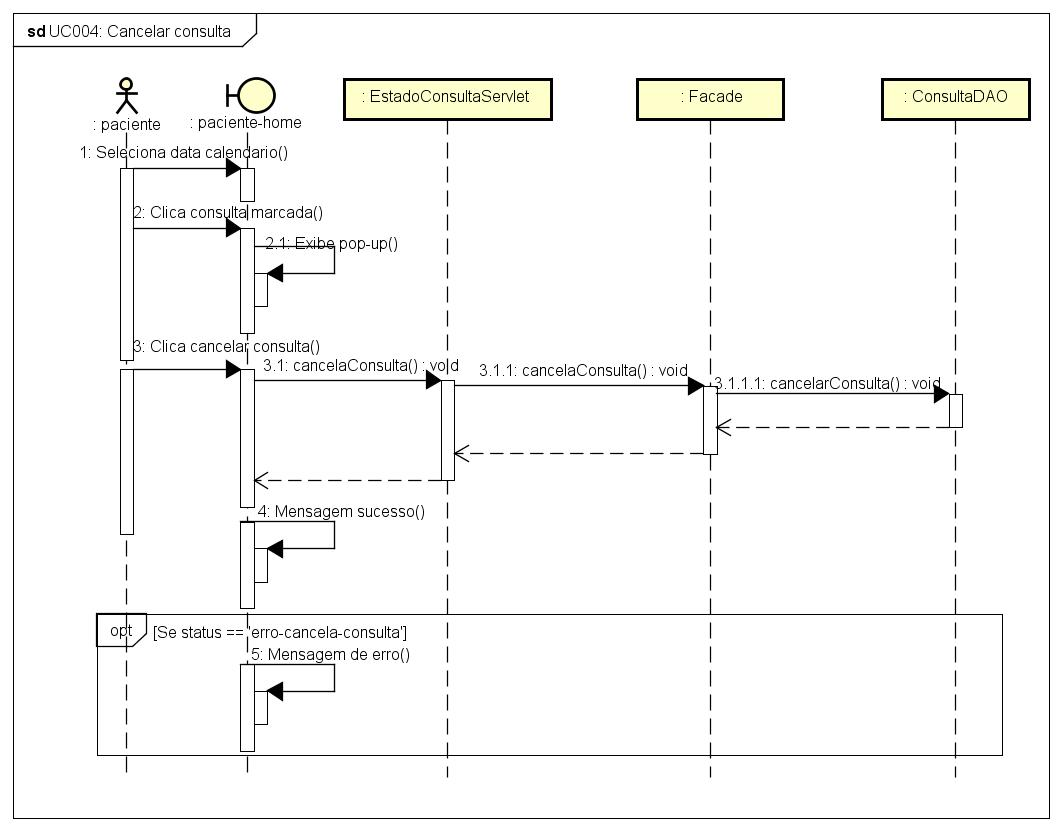 sd UC004: Cancelar consulta
: paciente
: paciente-home
: EstadoConsultaServlet
: Facade
: ConsultaDAO
1: Seleciona data calendario()
2: Clica consulta marcada()
2.1: Exibe pop-up()
3: Clica cancelar consulta()
3.1: cancelaConsulta() : void
3.1.1: cancelaConsulta() : void
3.1.1.1: cancelarConsulta() : void
4: Mensagem sucesso()
opt
[Se status == 'erro-cancela-consulta']
5: Mensagem de erro()